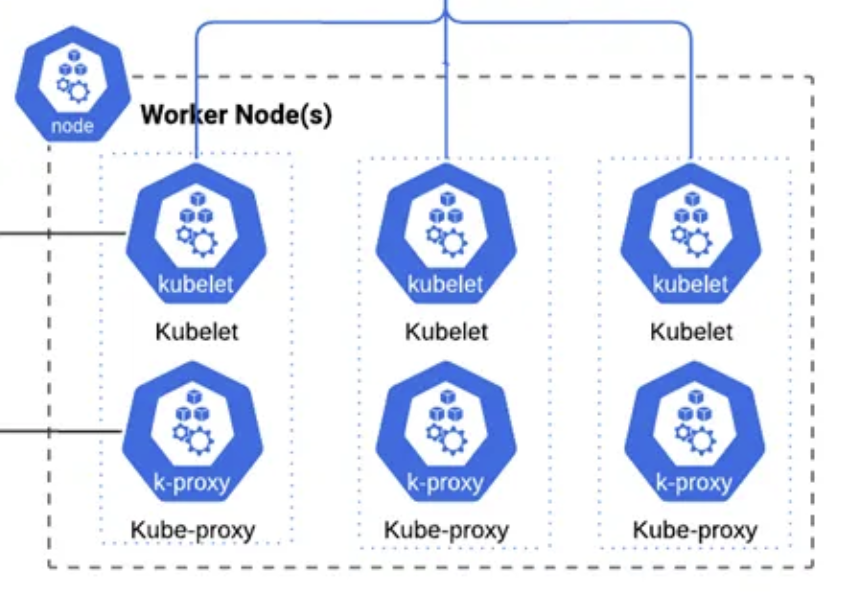 node
Worker Node(s)
kubelet
kubelet
kubelet
Kubelet
Kubelet
Kubelet
k-proxy
k-proxy
k-proxy
Kube-proxy
Kube-proxy
Kube-proxy